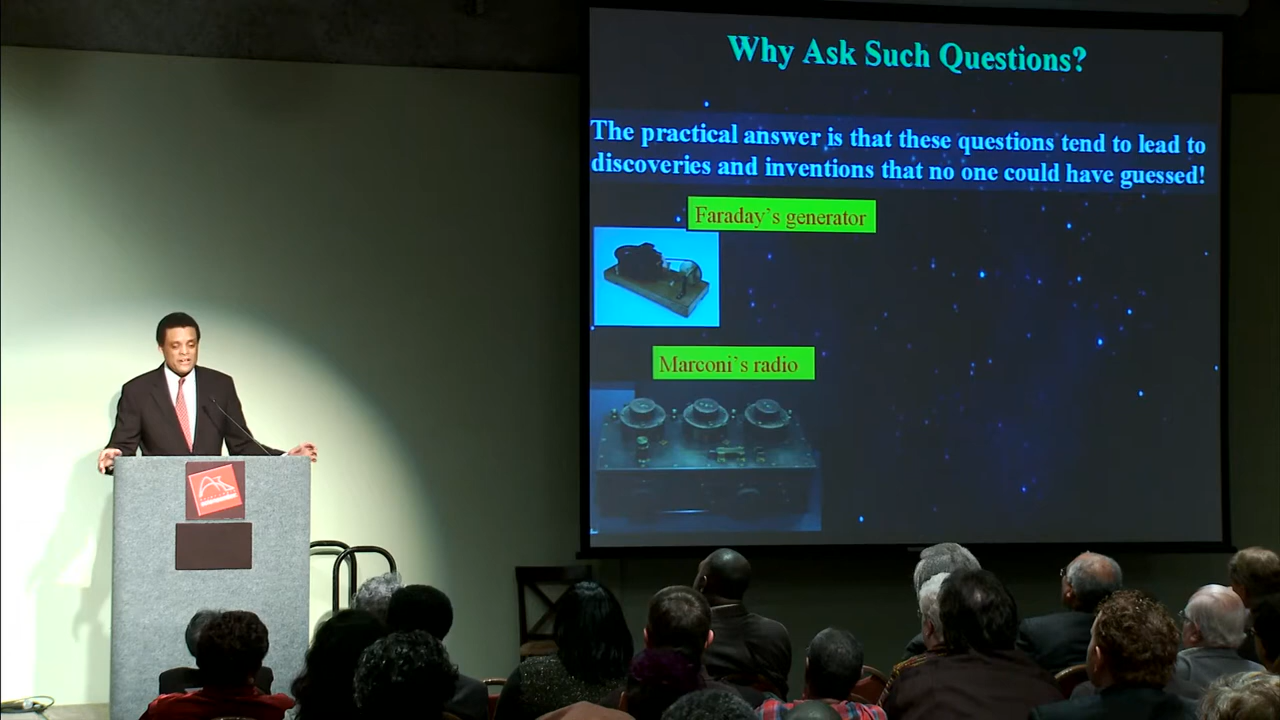 Why Ask Such Questions?
The practical answer is that these questions tend to lead to
discoveries and inventions that no one could have guessed!
Faraday's generator
Marconi's radio